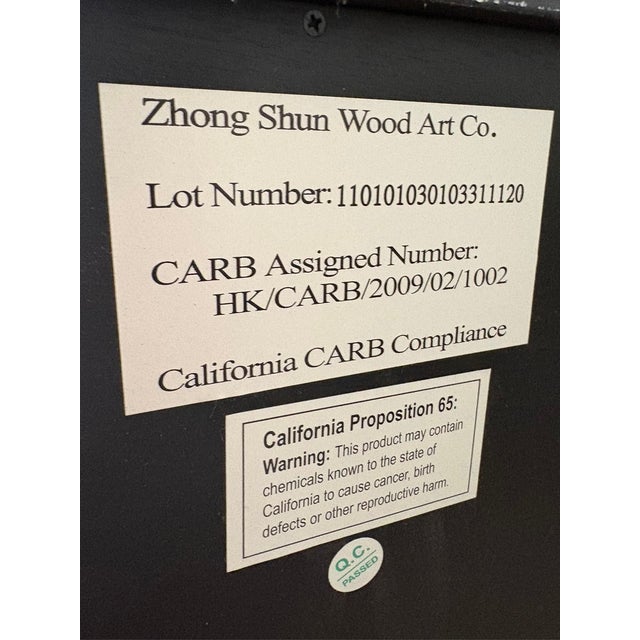 Zhong Shun Wood Art Co.
Lot Number: 110101030103311120
CARB Assigned Number:
HK/CARB/2009/02/1002
California CARB Compliance
California Proposition 65:
Warning: This product may contain
chemicals known to the state of
California to cause cancer, birth
defects or other reproductive harm.
Q.C.
PASSED